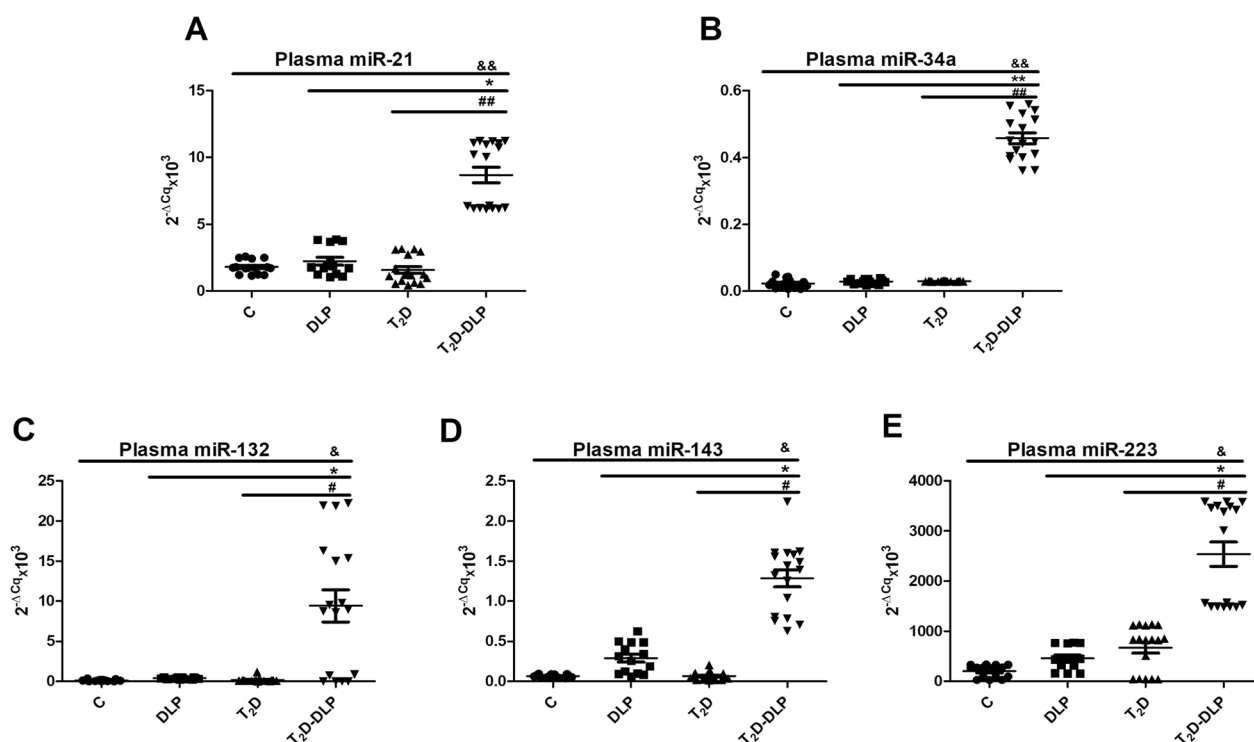 A
Plasma miR-21
&&
*
##
15
10
5
0
2^-ΔCq x10^3
C
DLP
T₂D
T₂D-DLP
B
Plasma miR-34a
&&
**
##
0.6
0.4
0.2
0.0
2^-ΔCq x10^3
C
DLP
T₂D
T₂D-DLP
C
Plasma miR-132
&
*
#
25
20
15
10
5
0
2^-ΔCq x10^3
C
DLP
T₂D
T₂D-DLP
D
Plasma miR-143
&
*
#
2.5
2.0
1.5
1.0
0.5
0.0
2^-ΔCq x10^3
C
DLP
T₂D
T₂D-DLP
E
Plasma miR-223
&
*
#
4000
3000
2000
1000
0
2^-ΔCq x10^3
C
DLP
T₂D
T₂D-DLP